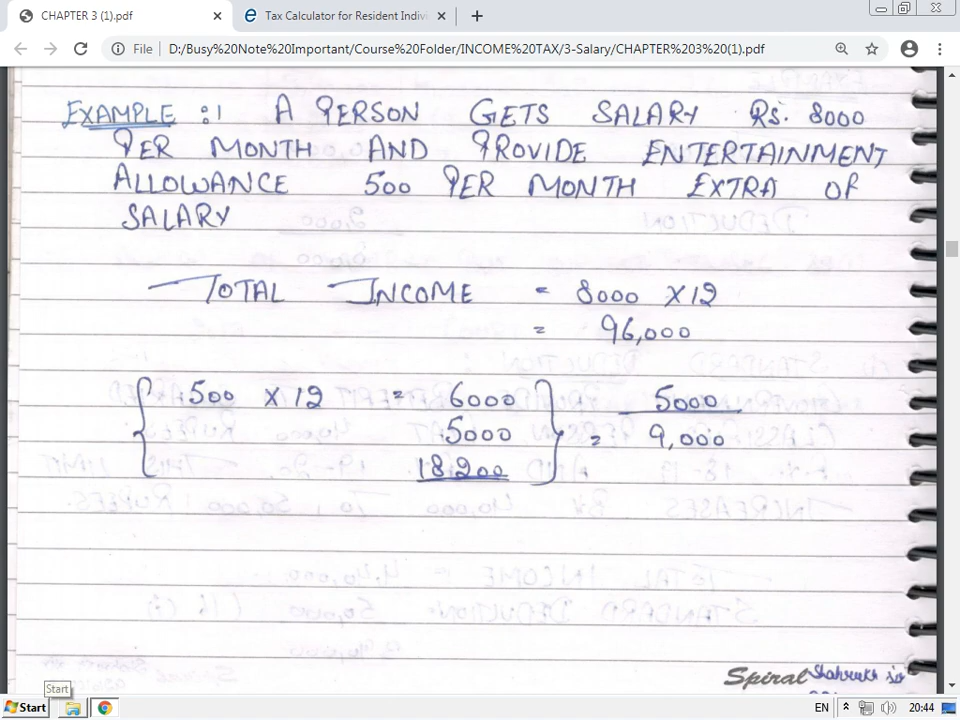 CHAPTER 3 (1).pdf
Tax Calculator for Resident Indivi
File
D:/Busy%20Note%20Important/Course%20Folder/INCOME%20TAX/3-Salary/CHAPTER%203%20(1).pdf
EXAMPLE :1 A PERSON GETS SALARY RS. 8000
PER MONTH AND PROVIDE ENTERTAINMENT
ALLOWANCE 500 PER MONTH EXTRA OF
SALARY
TOTAL INCOME = 8000 X 12
= 96,000
500 X 12 = 6000 5000
5000 = 9,000
18,200
Spiral
Start
Start
EN 20:44